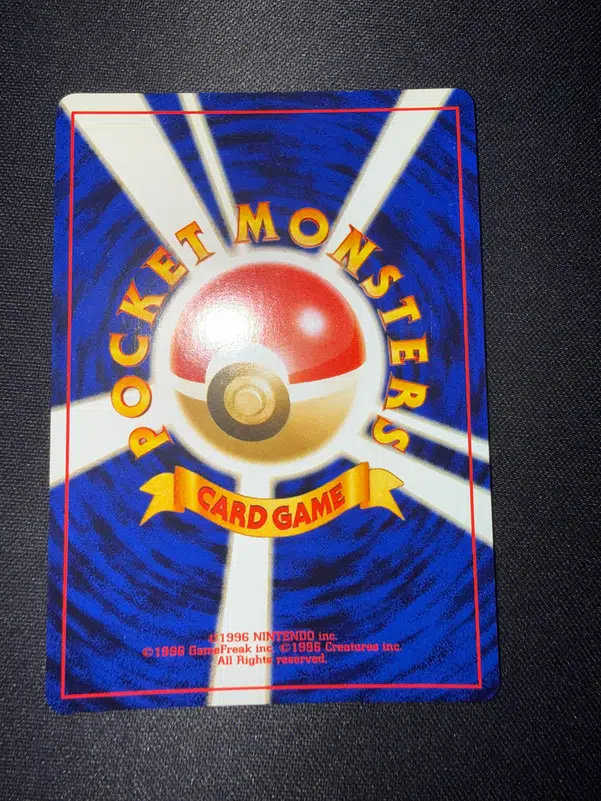 POCKET MONSTERS
CARD GAME
©1996 NINTENDO inc.
©1996 GameFreak inc. ©1996 Creatures inc.
All Rights reserved.